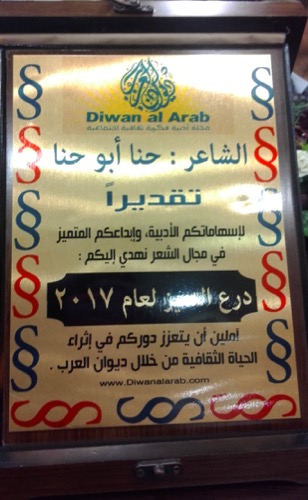 ديوان العرب
Diwan al Arab
مجلة أدبية فكرية ثقافية اجتماعية
الشاعر : حنا أبو حنا
تقديراً
لإسهاماتكم الأدبية، وإبداعكم المتميز
في مجال الشعر نهدي إليكم :
درع التميز لعام ٢٠١٧
آملين أن يتعزز دوركم في إثراء
الحياة الثقافية من خلال ديوان العرب .
www.Diwanalarab.com